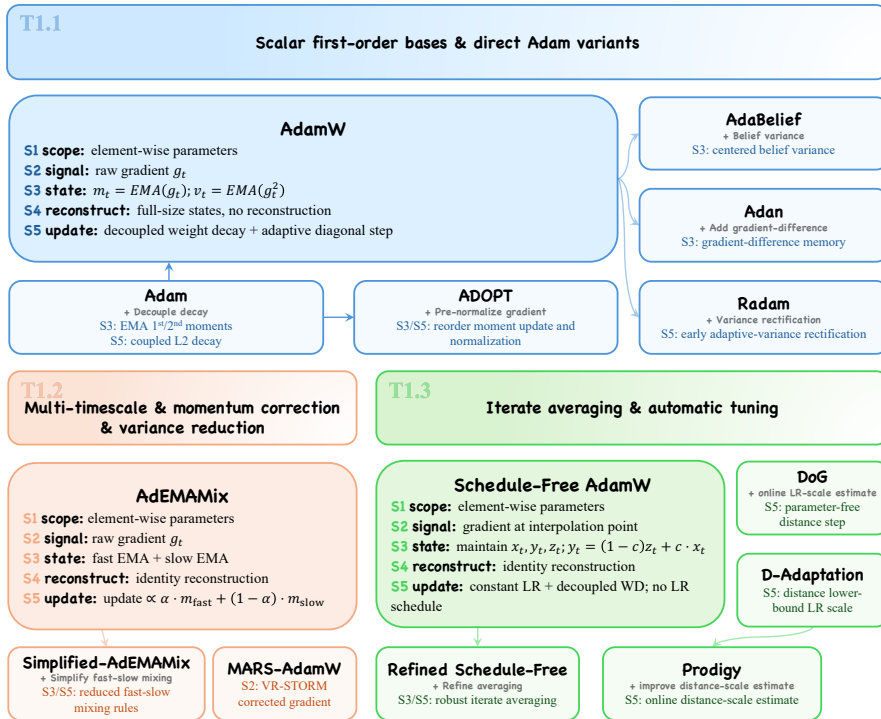 T1.1
Scalar first-order bases & direct Adam variants
AdamW
S1 scope: element-wise parameters
S2 signal: raw gradient g_t
S3 state: m_t = EMA(g_t); v_t = EMA(g_t^2)
S4 reconstruct: full-size states, no reconstruction
S5 update: decoupled weight decay + adaptive diagonal step
AdaBelief
+ Belief variance
S3: centered belief variance
Adan
+ Add gradient-difference
S3: gradient-difference memory
Radam
+ Variance rectification
S5: early adaptive-variance rectification
Adam
+ Decouple decay
S3: EMA 1st/2nd moments
S5: coupled L2 decay
ADOPT
+ Pre-normalize gradient
S3/S5: reorder moment update and
normalization
T1.2
Multi-timescale & momentum correction
& variance reduction
AdEMAMix
S1 scope: element-wise parameters
S2 signal: raw gradient g_t
S3 state: fast EMA + slow EMA
S4 reconstruct: identity reconstruction
S5 update: update ∝ α · m_fast + (1 − α) · m_slow
Simplified-AdEMAMix
+ Simplify fast-slow mixing
S3/S5: reduced fast-slow
mixing rules
MARS-AdamW
S2: VR-STORM
corrected gradient
T1.3
Iterate averaging & automatic tuning
Schedule-Free AdamW
S1 scope: element-wise parameters
S2 signal: gradient at interpolation point
S3 state: maintain x_t, y_t, z_t; y_t = (1 − c)z_t + c · x_t
S4 reconstruct: identity reconstruction
S5 update: constant LR + decoupled WD; no LR
schedule
DoG
+ online LR-scale estimate
S5: parameter-free
distance step
D-Adaptation
S5: distance lower-
bound LR scale
Refined Schedule-Free
+ Refine averaging
S3/S5: robust iterate averaging
Prodigy
+ improve distance-scale estimate
S5: online distance-scale estimate